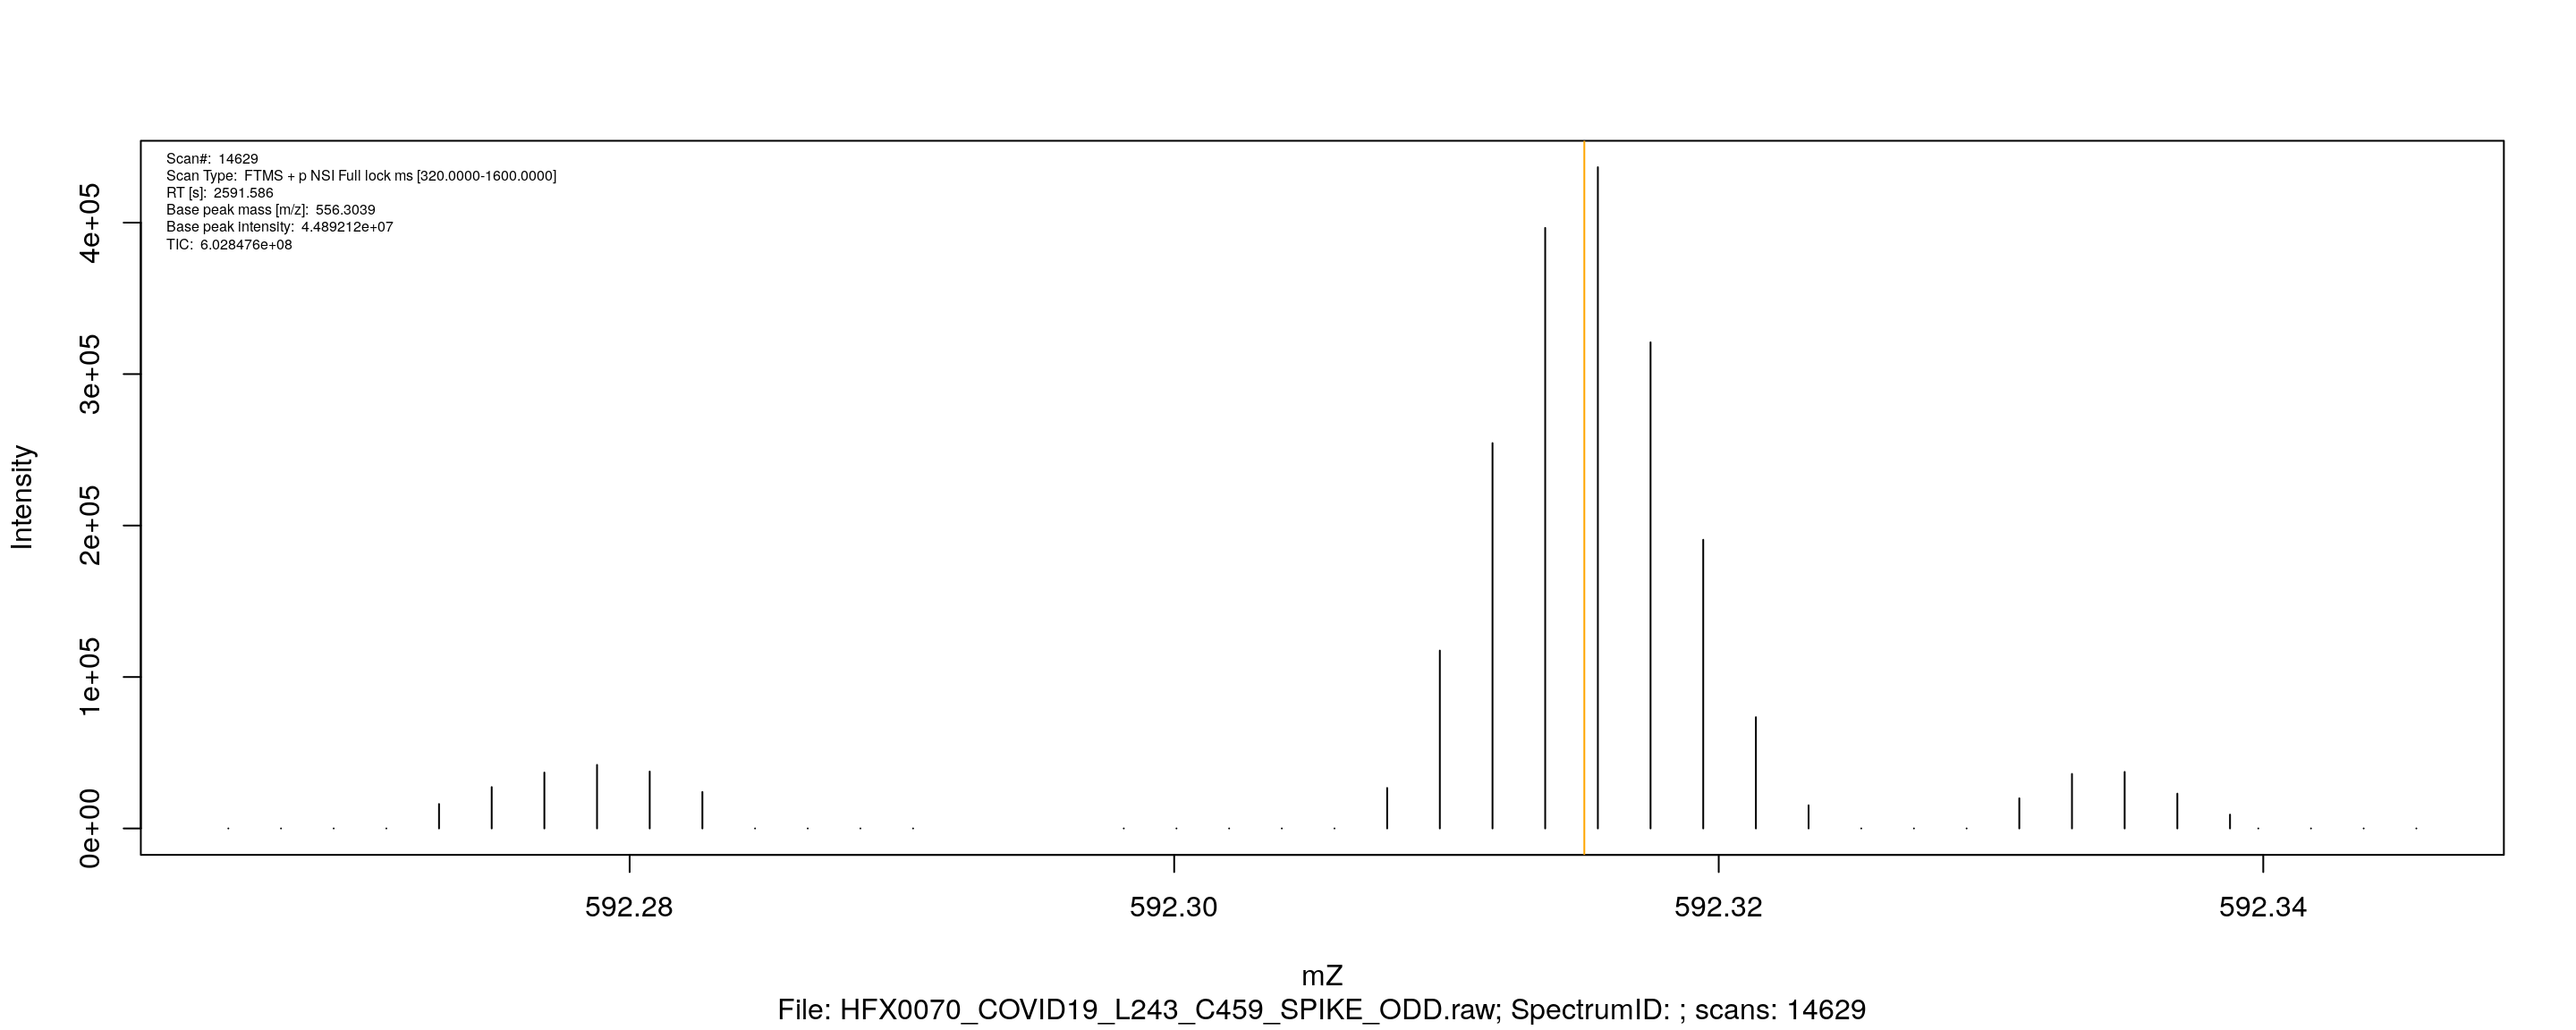 Scan#: 14629
Scan Type: FTMS + p NSI Full lock ms [320.0000-1600.0000]
RT [s]: 2591.586
Base peak mass [m/z]: 556.3039
Base peak intensity: 4.489212e+07
TIC: 6.028476e+08
4e+05
3e+05
2e+05
1e+05
0e+00
Intensity
592.28 592.30 592.32 592.34
mZ
File: HFX0070_COVID19_L243_C459_SPIKE_ODD.raw; SpectrumID: ; scans: 14629